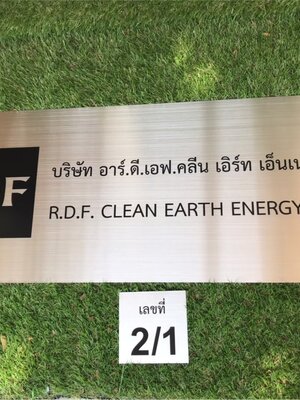 F
บริษัท อาร์.ดี.เอฟ.คลีน เอิร์ท เอ็นเน
R.D.F. CLEAN EARTH ENERGY
เลขที่
2/1